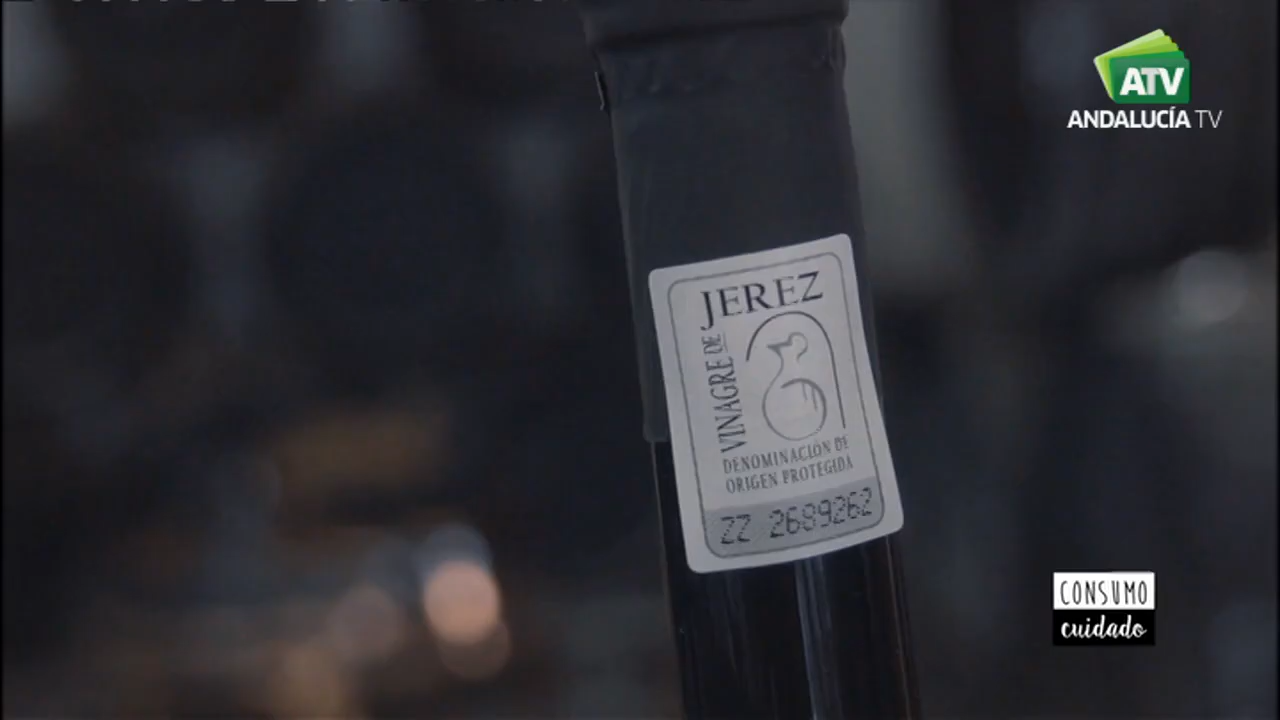 ATV
ANDALUCÍA TV
JEREZ
VINAGRE DE
DENOMINACIÓN DE
ORIGEN PROTEGIDA
ZZ 2689262
CONSUMO
cuidado